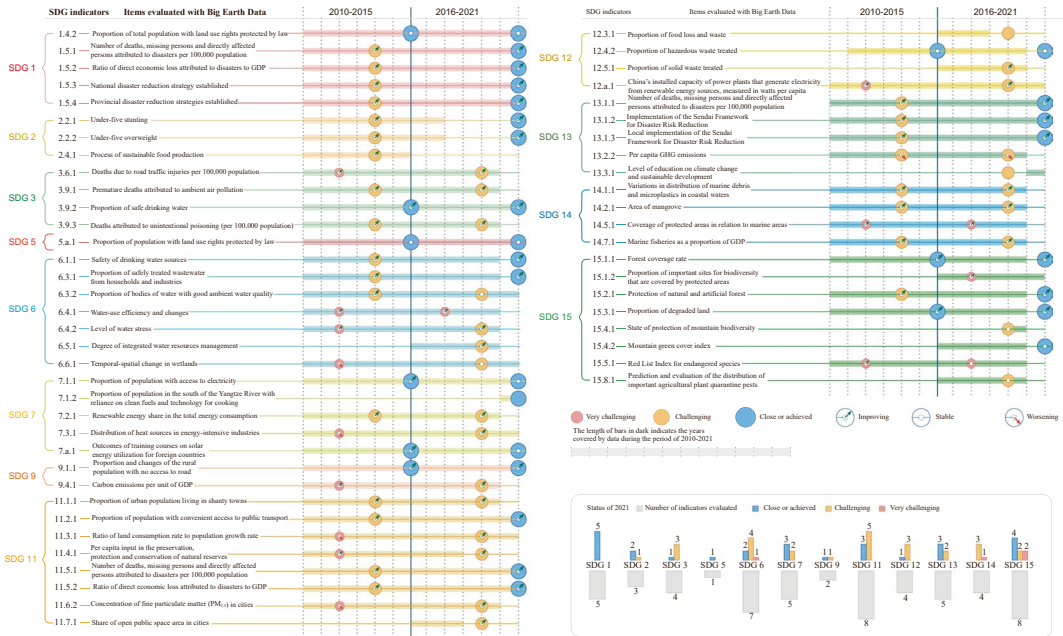 SDG indicators Items evaluated with Big Earth Data 2010-2015 2016-2021
SDG 1
1.4.2 Proportion of total population with land use rights protected by law
1.5.1 Number of deaths, missing persons and directly affected
persons attributed to disasters per 100,000 population
1.5.2 Ratio of direct economic loss attributed to disasters to GDP
1.5.3 National disaster reduction strategy established
1.5.4 Provincial disaster reduction strategies established
SDG 2
2.2.1 Under-five stunting
2.2.2 Under-five overweight
2.4.1 Process of sustainable food production
SDG 3
3.6.1 Deaths due to road traffic injuries per 100,000 population
3.9.1 Premature deaths attributed to ambient air pollution
3.9.2 Proportion of safe drinking water
3.9.3 Deaths attributed to unintentional poisoning (per 100,000 population)
SDG 5
5.a.1 Proportion of population with land use rights protected by law
SDG 6
6.1.1 Safety of drinking water sources
6.3.1 Proportion of safely treated wastewater
from households and industries
6.3.2 Proportion of bodies of water with good ambient water quality
6.4.1 Water-use efficiency and changes
6.4.2 Level of water stress
6.5.1 Degree of integrated water resources management
6.6.1 Temporal-spatial change in wetlands
SDG 7
7.1.1 Proportion of population with access to electricity
7.1.2 Proportion of population in the south of the Yangtze River with
reliance on clean fuels and technology for cooking
7.2.1 Renewable energy share in the total energy consumption
7.3.1 Distribution of heat sources in energy-intensive industries
7.a.1 Outcomes of training courses on solar
energy utilization for foreign countries
SDG 9
9.1.1 Proportion and changes of the rural
population with no access to road
9.4.1 Carbon emissions per unit of GDP
SDG 11
11.1.1 Proportion of urban population living in shanty towns
11.2.1 Proportion of population with convenient access to public transport
11.3.1 Ratio of land consumption rate to population growth rate
11.4.1 Per capita input in the preservation,
protection and conservation of natural reserves
11.5.1 Number of deaths, missing persons and directly affected
persons attributed to disasters per 100,000 population
11.5.2 Ratio of direct economic loss attributed to disasters to GDP
11.6.2 Concentration of fine particulate matter (PM2.5) in cities
11.7.1 Share of open public space area in cities
SDG indicators Items evaluated with Big Earth Data 2010-2015 2016-2021
SDG 12
12.3.1 Proportion of food loss and waste
12.4.2 Proportion of hazardous waste treated
12.5.1 Proportion of solid waste treated
12.a.1 China's installed capacity of power plants that generate electricity
from renewable energy sources, measured in watts per capita
SDG 13
13.1.1 Number of deaths, missing persons and directly affected
persons attributed to disasters per 100,000 population
13.1.2 Implementation of the Sendai Framework
for Disaster Risk Reduction
13.1.3 Local implementation of the Sendai
Framework for Disaster Risk Reduction
13.2.2 Per capita GHG emissions
13.3.1 Level of education on climate change
and sustainable development
SDG 14
14.1.1 Variations in distribution of marine debris
and microplastics in coastal waters
14.2.1 Area of mangrove
14.5.1 Coverage of protected areas in relation to marine areas
14.7.1 Marine fisheries as a proportion of GDP
SDG 15
15.1.1 Forest coverage rate
15.1.2 Proportion of important sites for biodiversity
that are covered by protected areas
15.2.1 Protection of natural and artificial forest
15.3.1 Proportion of degraded land
15.4.1 State of protection of mountain biodiversity
15.4.2 Mountain green cover index
15.5.1 Red List Index for endangered species
15.8.1 Prediction and evaluation of the distribution of
important agricultural plant quarantine pests
Very challenging Challenging Close or achieved Improving Stable Worsening
The length of bars in dark indicates the years
covered by data during the period of 2010-2021
Status of 2021 Number of indicators evaluated Close or achieved Challenging Very challenging
5 2 1 1 3 1 2 4 1 3 2 1 1 3 5 1 3 3 2 3 1 4 2 2
SDG 1 SDG 2 SDG 3 SDG 5 SDG 6 SDG 7 SDG 9 SDG 11 SDG 12 SDG 13 SDG 14 SDG 15
5 3 4 1 7 5 2 8 4 5 4 8